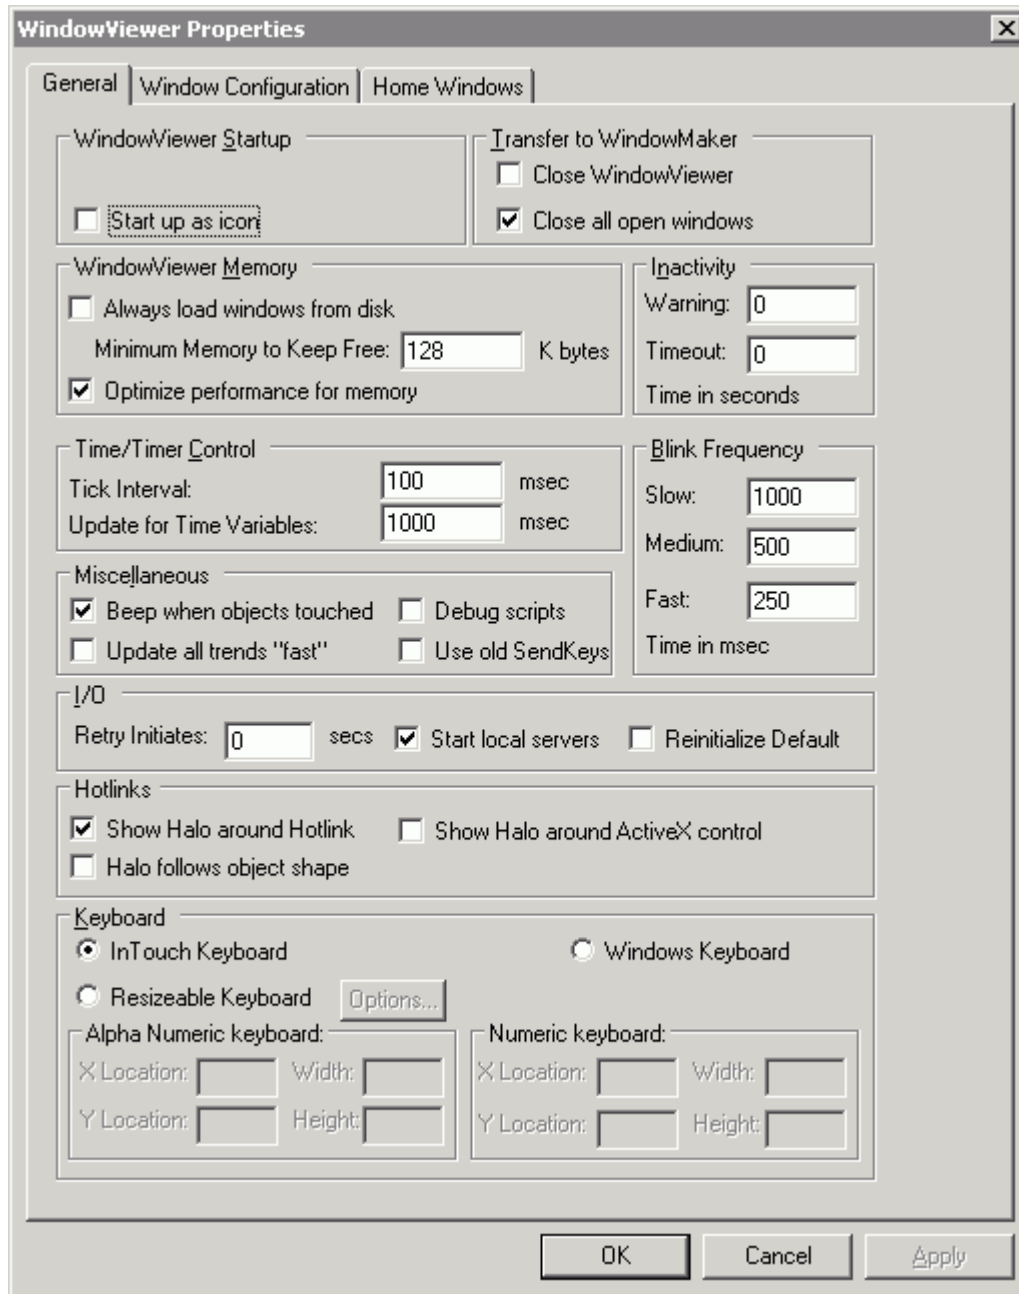 WindowViewer Properties
General Window Configuration Home Windows
WindowViewer Startup
Start up as icon
Transfer to WindowMaker
Close WindowViewer
Close all open windows
WindowViewer Memory
Always load windows from disk
Minimum Memory to Keep Free: 128 K bytes
Optimize performance for memory
Inactivity
Warning: 0
Timeout: 0
Time in seconds
Time/Timer Control
Tick Interval: 100 msec
Update for Time Variables: 1000 msec
Blink Frequency
Slow: 1000
Medium: 500
Fast: 250
Time in msec
Miscellaneous
Beep when objects touched Debug scripts
Update all trends "fast" Use old SendKeys
I/O
Retry Initiates: 0 secs Start local servers Reinitialize Default
Hotlinks
Show Halo around Hotlink Show Halo around ActiveX control
Halo follows object shape
Keyboard
InTouch Keyboard Windows Keyboard
Resizeable Keyboard Options...
Alpha Numeric keyboard:
X Location: Width:
Y Location: Height:
Numeric keyboard:
X Location: Width:
Y Location: Height:
OK Cancel Apply